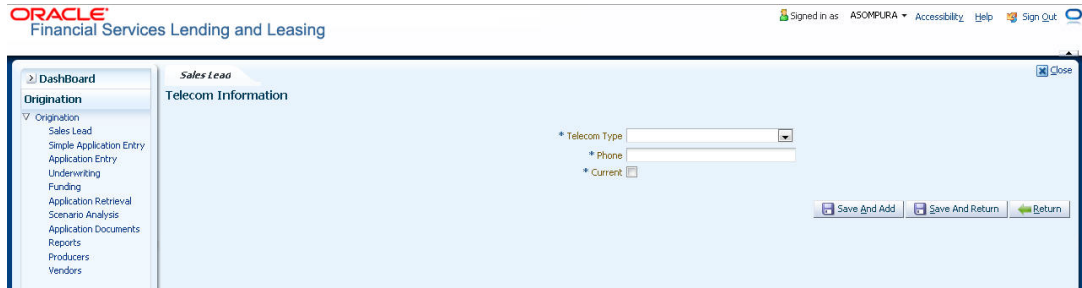 ORACLE
Financial Services Lending and Leasing
Signed in as ASOMPURA Accessibility Help Sign Out
DashBoard
Origination
Origination
Sales Lead
Simple Application Entry
Application Entry
Underwriting
Funding
Application Retrieval
Scenario Analysis
Application Documents
Reports
Producers
Vendors
Sales Lead
Close
Telecom Information
* Telecom Type
* Phone
* Current
Save And Add Save And Return Return